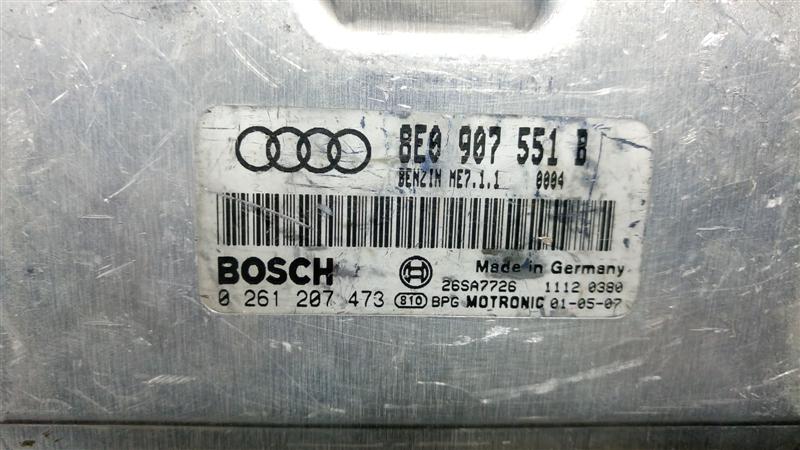 8E0 907 551 B
BENZIN ME7.1.1 0004
BOSCH Made in Germany
26SA7726 1112 0380
0 261 207 473 810 BPG MOTRONIC 01-05-07